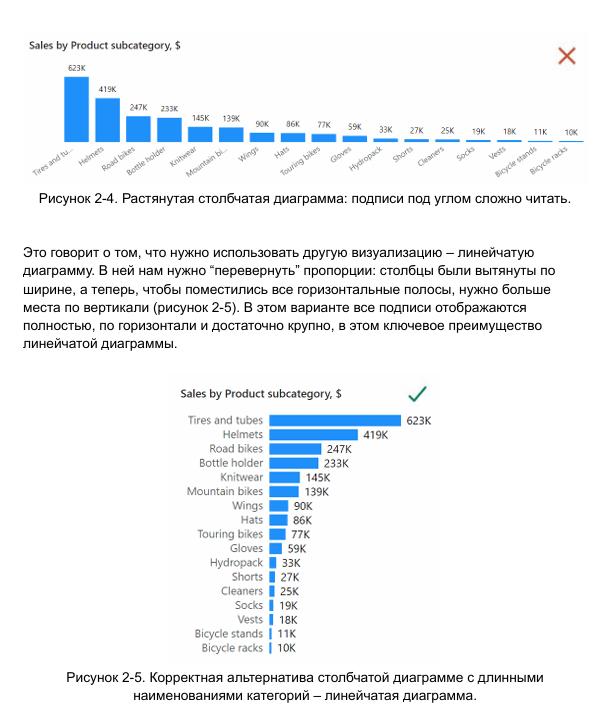 Sales by Product subcategory, $
623K
419K
247K
233K
145K
139K
90K
86K
77K
59K
33K
27K
25K
19K
18K
11K
10K
Tires and tu...
Helmets
Road bikes
Bottle holder
Knitwear
Mountain bi...
Wings
Hats
Touring bikes
Gloves
Hydropack
Shorts
Cleaners
Socks
Vests
Bicycle stands
Bicycle racks
Рисунок 2-4. Растянутая столбчатая диаграмма: подписи под углом сложно читать.
Это говорит о том, что нужно использовать другую визуализацию – линейчатую
диаграмму. В ней нам нужно “перевернуть” пропорции: столбцы были вытянуты по
ширине, а теперь, чтобы поместились все горизонтальные полосы, нужно больше
места по вертикали (рисунок 2-5). В этом варианте все подписи отображаются
полностью, по горизонтали и достаточно крупно, в этом ключевое преимущество
линейчатой диаграммы.
Sales by Product subcategory, $
Tires and tubes 623K
Helmets 419K
Road bikes 247K
Bottle holder 233K
Knitwear 145K
Mountain bikes 139K
Wings 90K
Hats 86K
Touring bikes 77K
Gloves 59K
Hydropack 33K
Shorts 27K
Cleaners 25K
Socks 19K
Vests 18K
Bicycle stands 11K
Bicycle racks 10K
Рисунок 2-5. Корректная альтернатива столбчатой диаграмме с длинными
наименованиями категорий – линейчатая диаграмма.